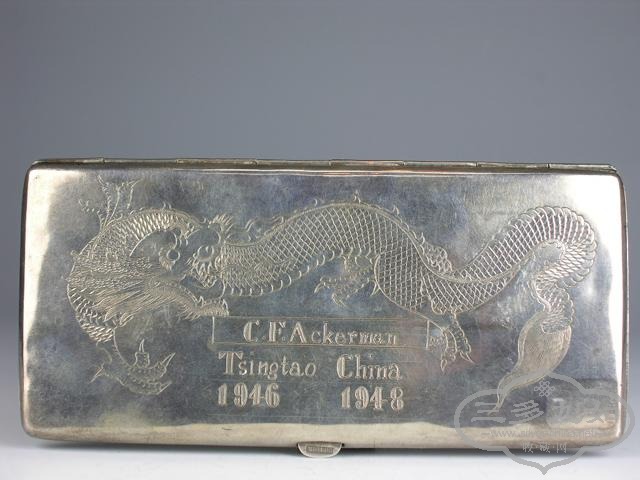 C.F.Ackerman
Tsingtao China
1946 1948